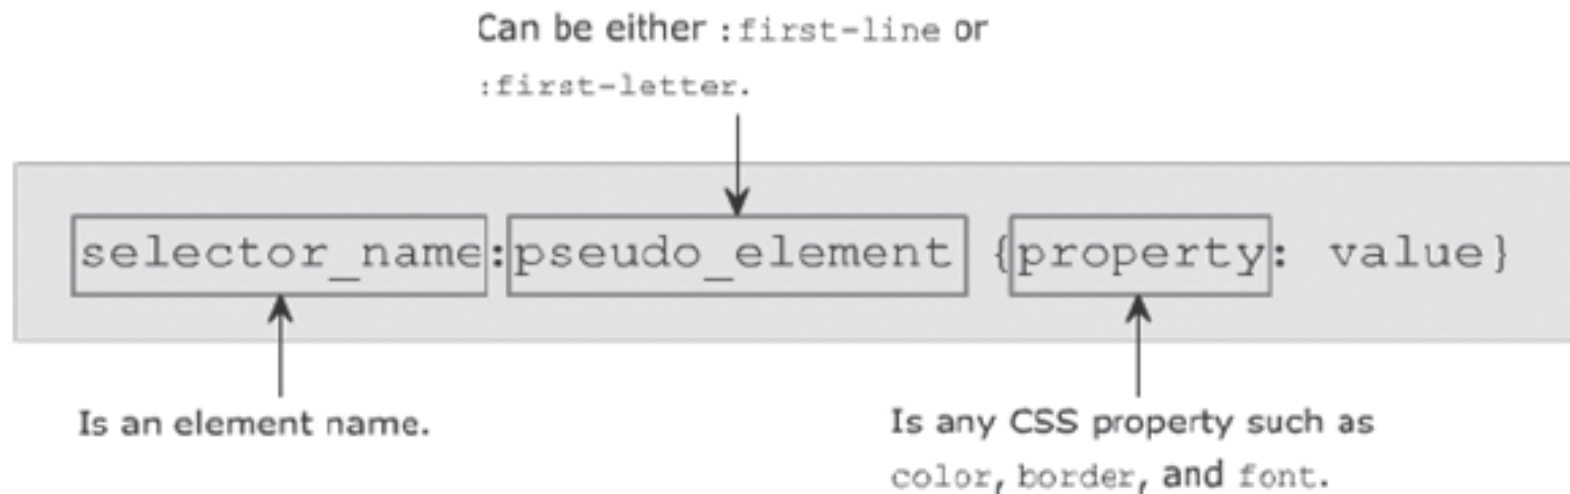 Can be either :first-line or
:first-letter.
selector_name:pseudo_element {property: value}
Is an element name.
Is any CSS property such as
color, border, and font.